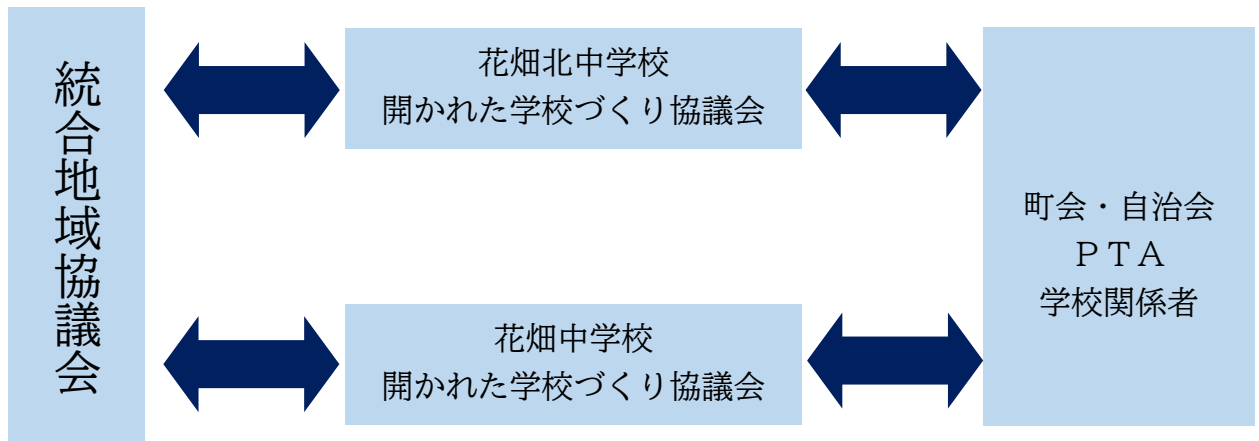 統合地域協議会
花畑北中学校
開かれた学校づくり協議会
花畑中学校
開かれた学校づくり協議会
町会・自治会
ＰＴＡ
学校関係者